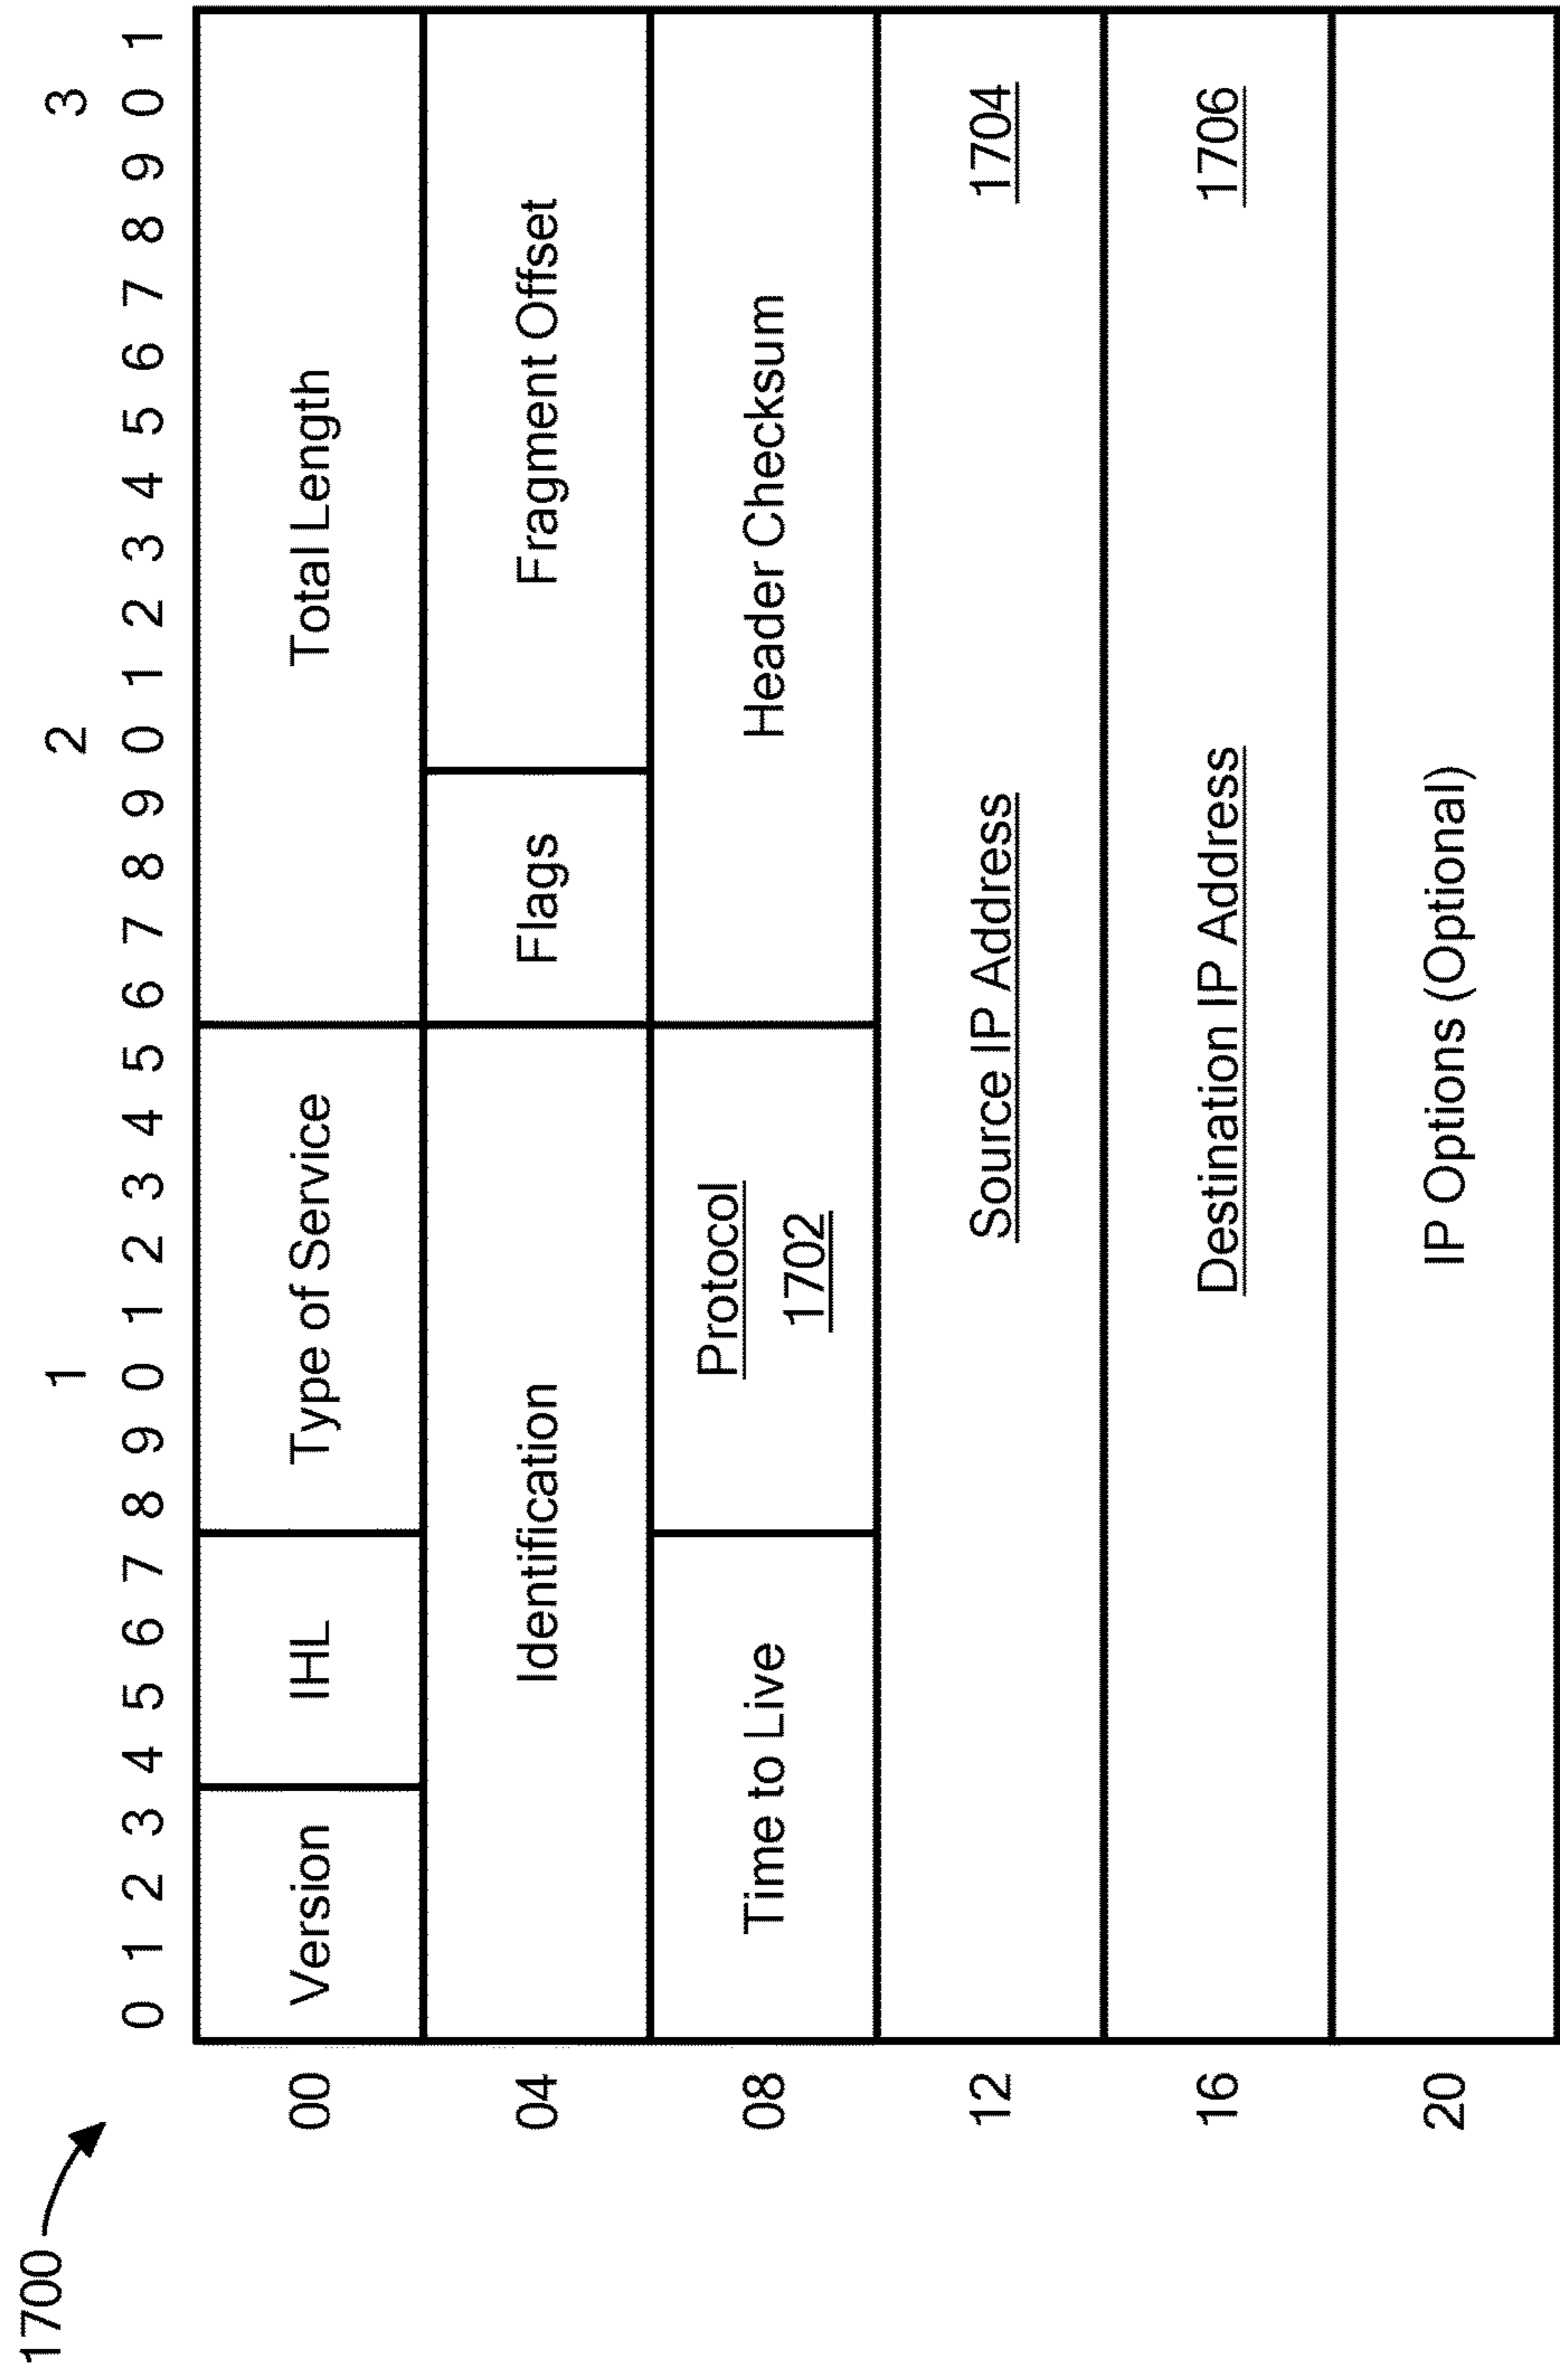 1700
1 2 3
0 1 2 3 4 5 6 7 8 9 0 1 2 3 4 5 6 7 8 9 0 1 2 3 4 5 6 7 8 9 0 1
00 Version IHL Type of Service Total Length
04 Identification Flags Fragment Offset
08 Time to Live Protocol Header Checksum
1702
12 Source IP Address 1704
16 Destination IP Address 1706
20 IP Options (Optional)